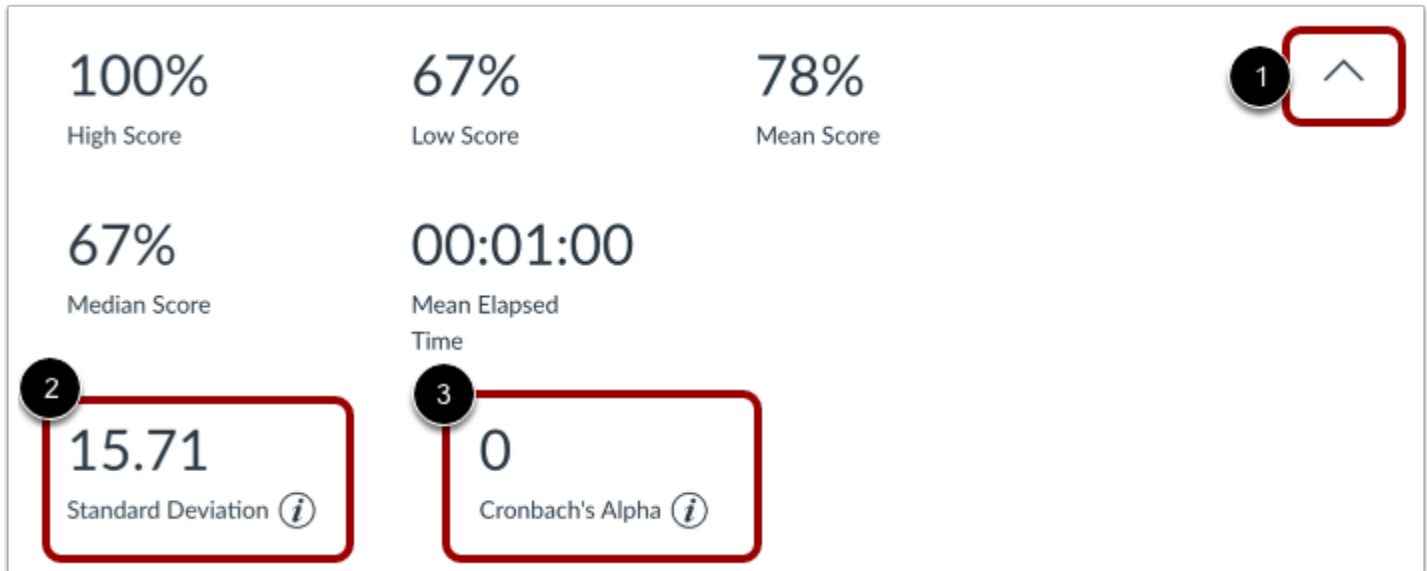 100% 67% 78% 1
High Score Low Score Mean Score
67% 00:01:00
Median Score Mean Elapsed
Time
2 3
15.71 0
Standard Deviation i Cronbach's Alpha i